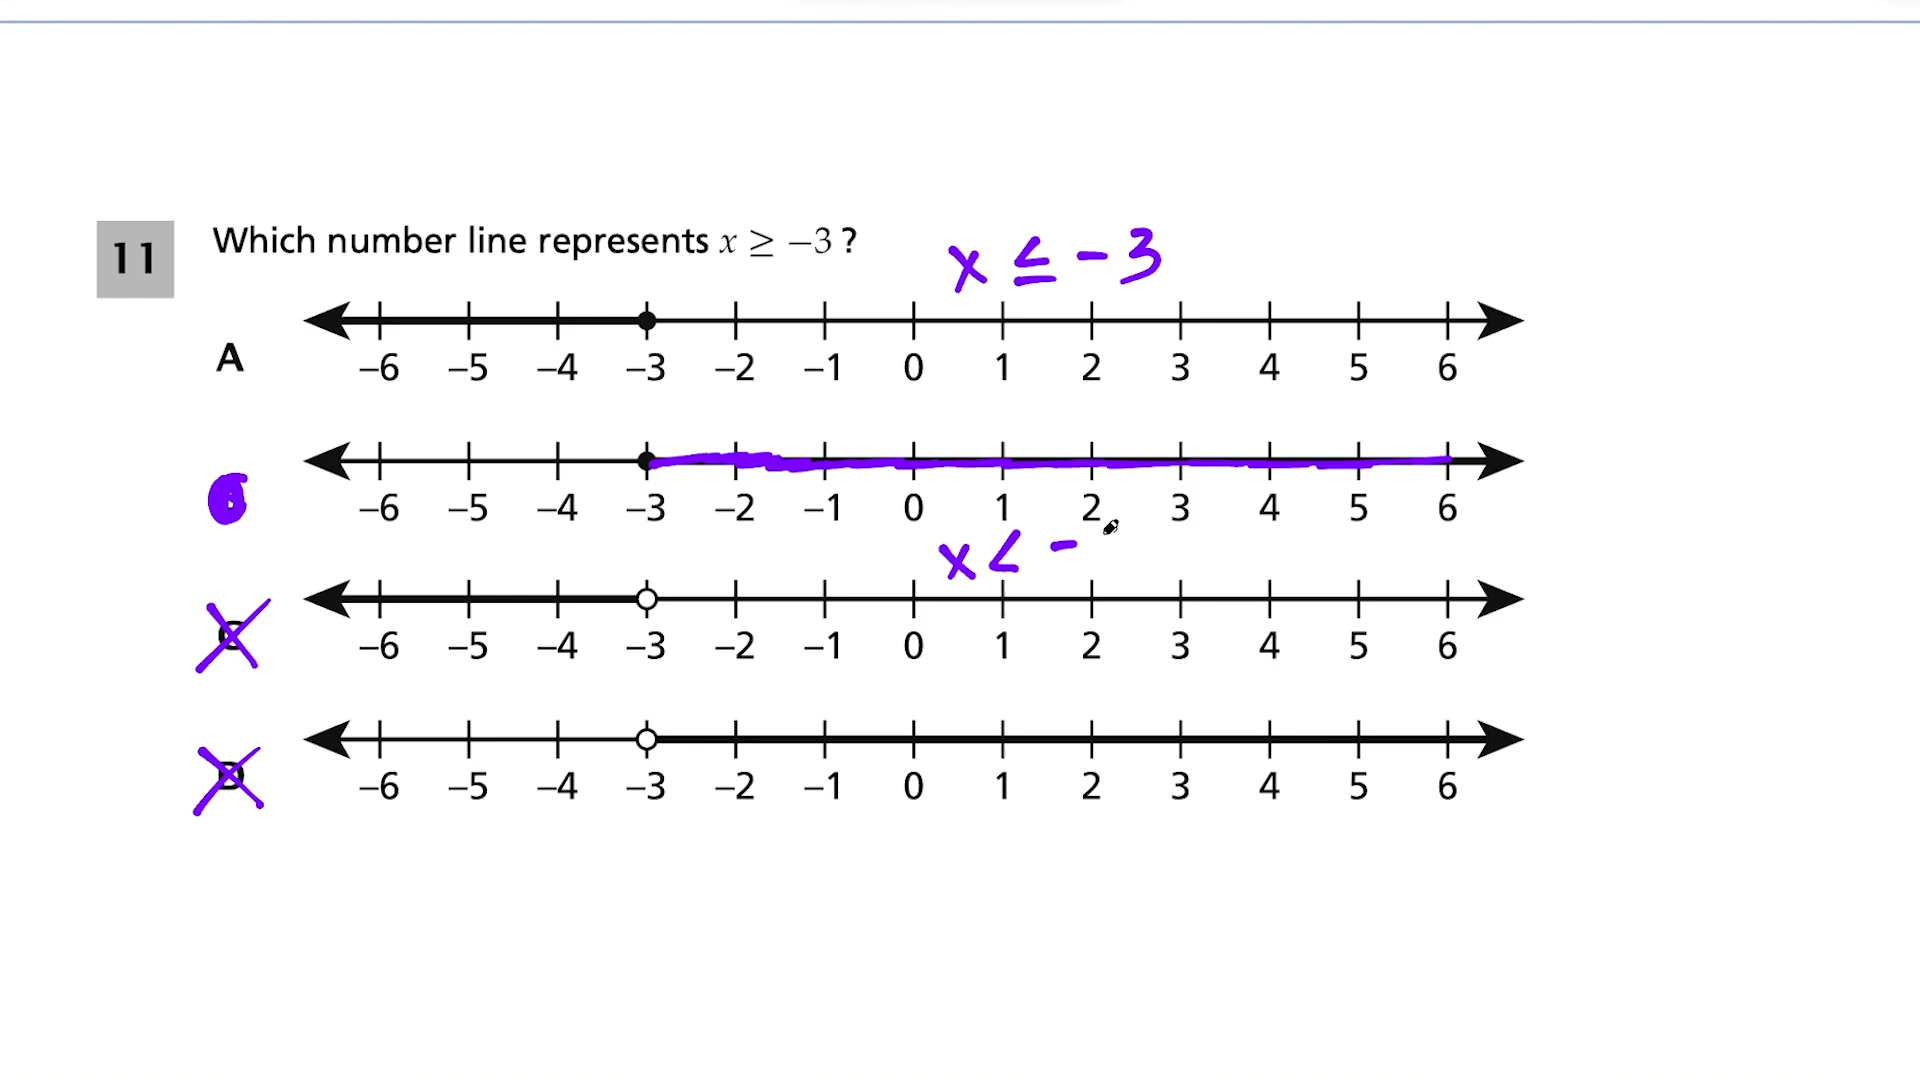 11 Which number line represents x ≥ −3 ? x ≤ - 3
A
–6 –5 –4 –3 –2 –1 0 1 2 3 4 5 6
–6 –5 –4 –3 –2 –1 0 1 2 3 4 5 6
x < -
C
–6 –5 –4 –3 –2 –1 0 1 2 3 4 5 6
D
–6 –5 –4 –3 –2 –1 0 1 2 3 4 5 6